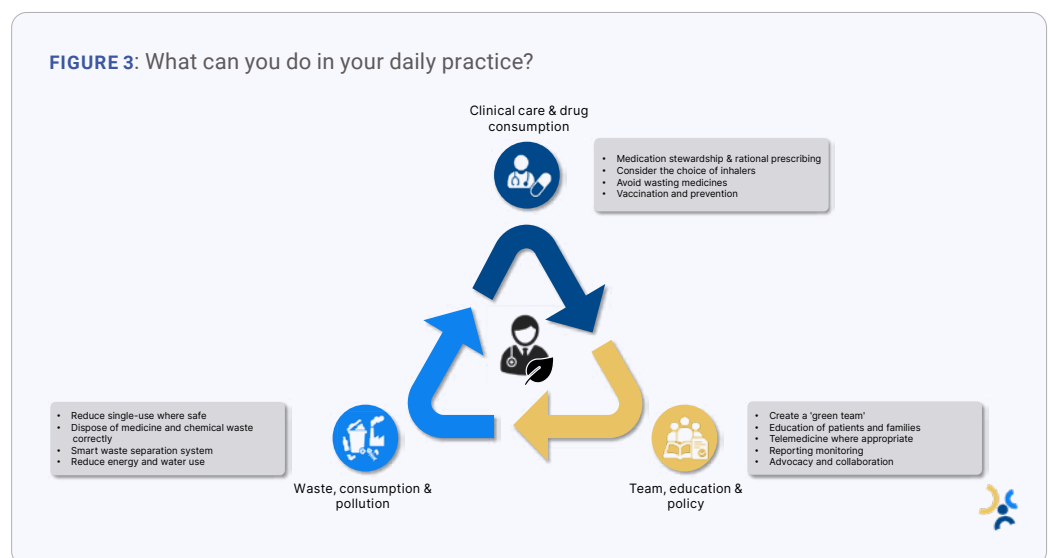 FIGURE 3: What can you do in your daily practice?
Clinical care & drug
consumption
• Medication stewardship & rational prescribing
• Consider the choice of inhalers
• Avoid wasting medicines
• Vaccination and prevention
• Reduce single-use where safe
• Dispose of medicine and chemical waste
correctly
• Smart waste separation system
• Reduce energy and water use
Waste, consumption &
pollution
• Create a 'green team'
• Education of patients and families
• Telemedicine where appropriate
• Reporting monitoring
• Advocacy and collaboration
Team, education &
policy